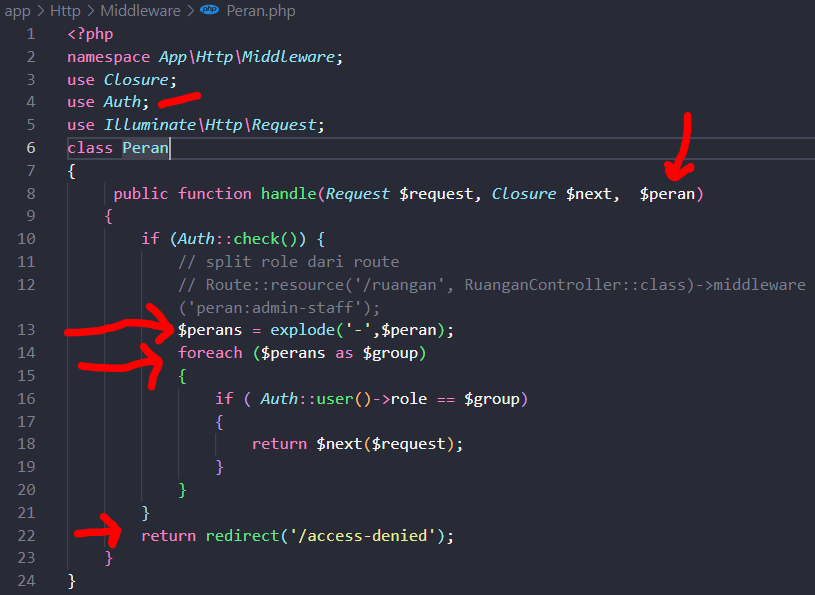 app > Http > Middleware > php Peran.php
1 <?php
2 namespace App\Http\Middleware;
3 use Closure;
4 use Auth;
5 use Illuminate\Http\Request;
6 class Peran
7 {
8 public function handle(Request $request, Closure $next,  $peran)
9 {
10 if (Auth::check()) {
11 // split role dari route
12 // Route::resource('/ruangan', RuanganController::class)->middleware
('peran:admin-staff');
13 $perans = explode('-',$peran);
14 foreach ($perans as $group)
15 {
16 if ( Auth::user()->role == $group)
17 {
18 return $next($request);
19 }
20 }
21 }
22 return redirect('/access-denied');
23 }
24 }